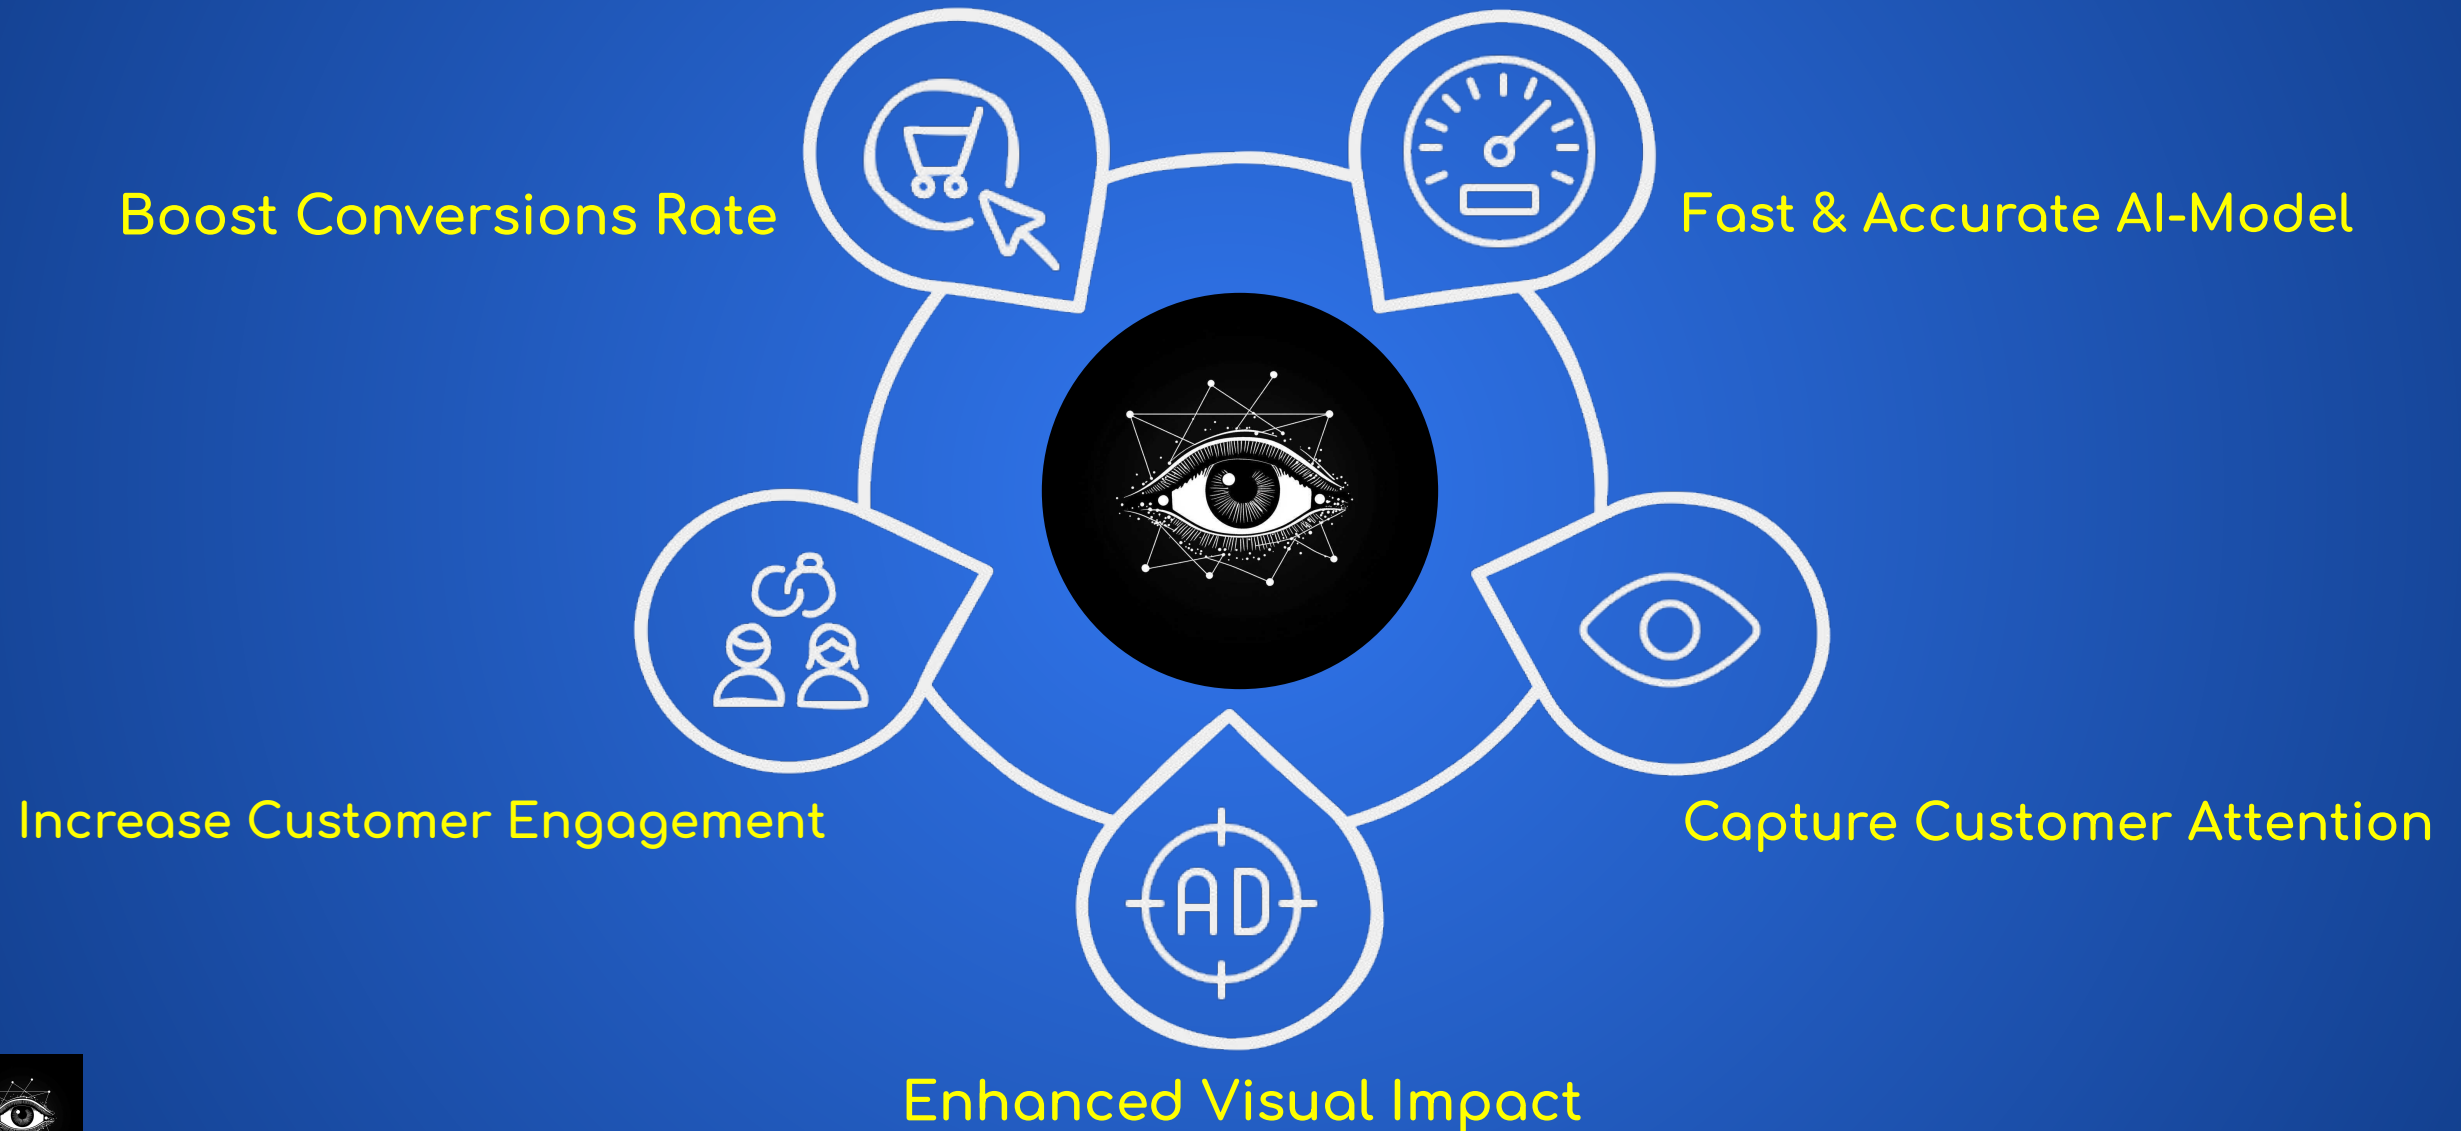 Boost Conversions Rate
Fast & Accurate AI-Model
Increase Customer Engagement
Capture Customer Attention
AD
Enhanced Visual Impact